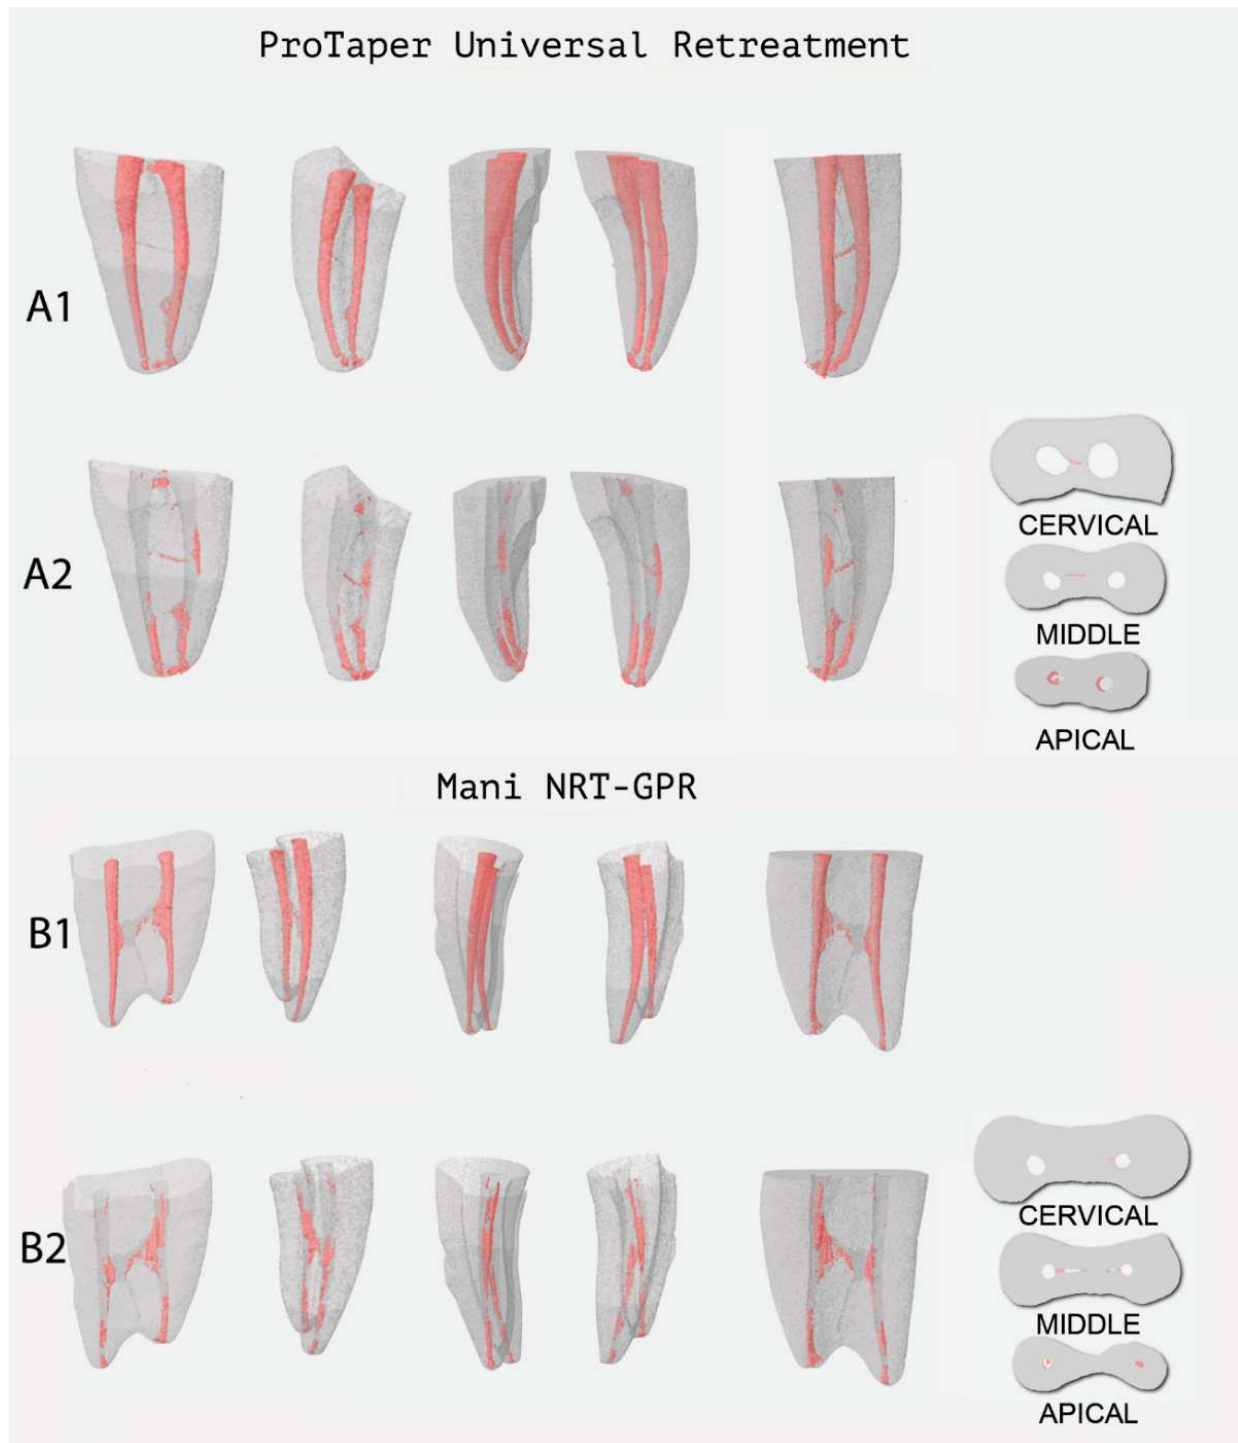 ProTaper Universal Retreatment
A1
A2
CERVICAL
MIDDLE
APICAL
Mani NRT-GPR
B1
B2
CERVICAL
MIDDLE
APICAL